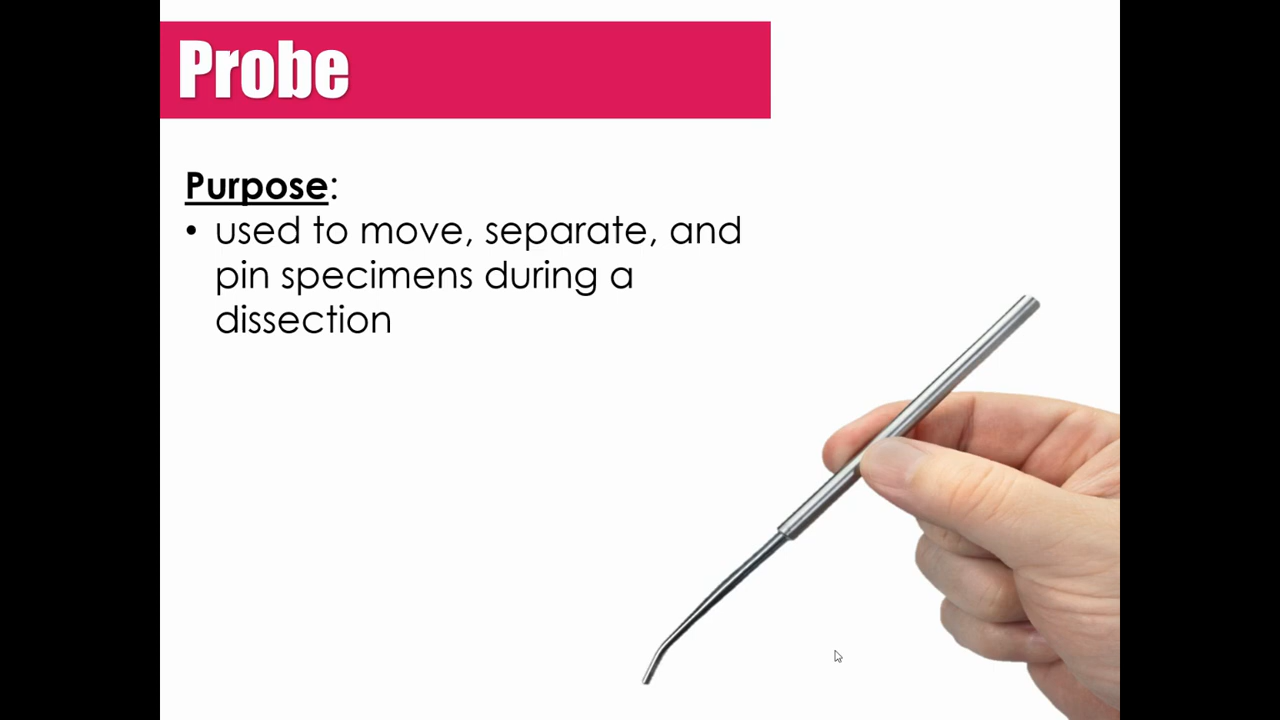 Probe
Purpose:
• used to move, separate, and
pin specimens during a
dissection